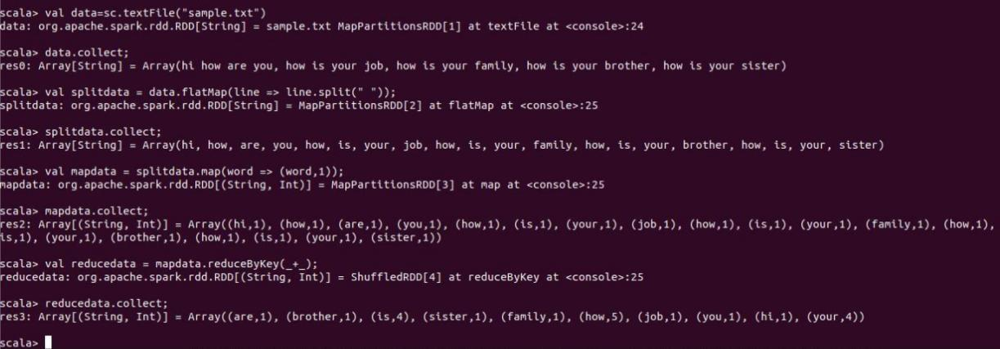 scala> val data=sc.textFile("sample.txt")
data: org.apache.spark.rdd.RDD[String] = sample.txt MapPartitionsRDD[1] at textFile at <console>:24
scala> data.collect;
res0: Array[String] = Array(hi how are you, how is your job, how is your family, how is your brother, how is your sister)
scala> val splitdata = data.flatMap(line => line.split(" "));
splitdata: org.apache.spark.rdd.RDD[String] = MapPartitionsRDD[2] at flatMap at <console>:25
scala> splitdata.collect;
res1: Array[String] = Array(hi, how, are, you, how, is, your, job, how, is, your, family, how, is, your, brother, how, is, your, sister)
scala> val mapdata = splitdata.map(word => (word,1));
mapdata: org.apache.spark.rdd.RDD[(String, Int)] = MapPartitionsRDD[3] at map at <console>:25
scala> mapdata.collect;
res2: Array[(String, Int)] = Array((hi,1), (how,1), (are,1), (you,1), (how,1), (is,1), (your,1), (job,1), (how,1), (is,1), (your,1), (family,1), (how,1),
is,1), (your,1), (brother,1), (how,1), (is,1), (your,1), (sister,1))
scala> val reducedata = mapdata.reduceByKey(_+_);
reducedata: org.apache.spark.rdd.RDD[(String, Int)] = ShuffledRDD[4] at reduceByKey at <console>:25
scala> reducedata.collect;
res3: Array[(String, Int)] = Array((are,1), (brother,1), (is,4), (sister,1), (family,1), (how,5), (job,1), (you,1), (hi,1), (your,4))
scala>